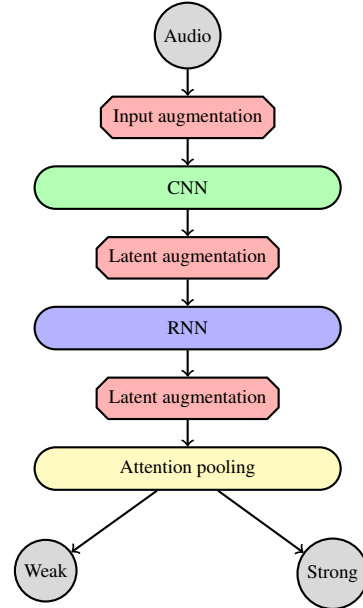 Audio
Input augmentation
CNN
Latent augmentation
RNN
Latent augmentation
Attention pooling
Weak
Strong